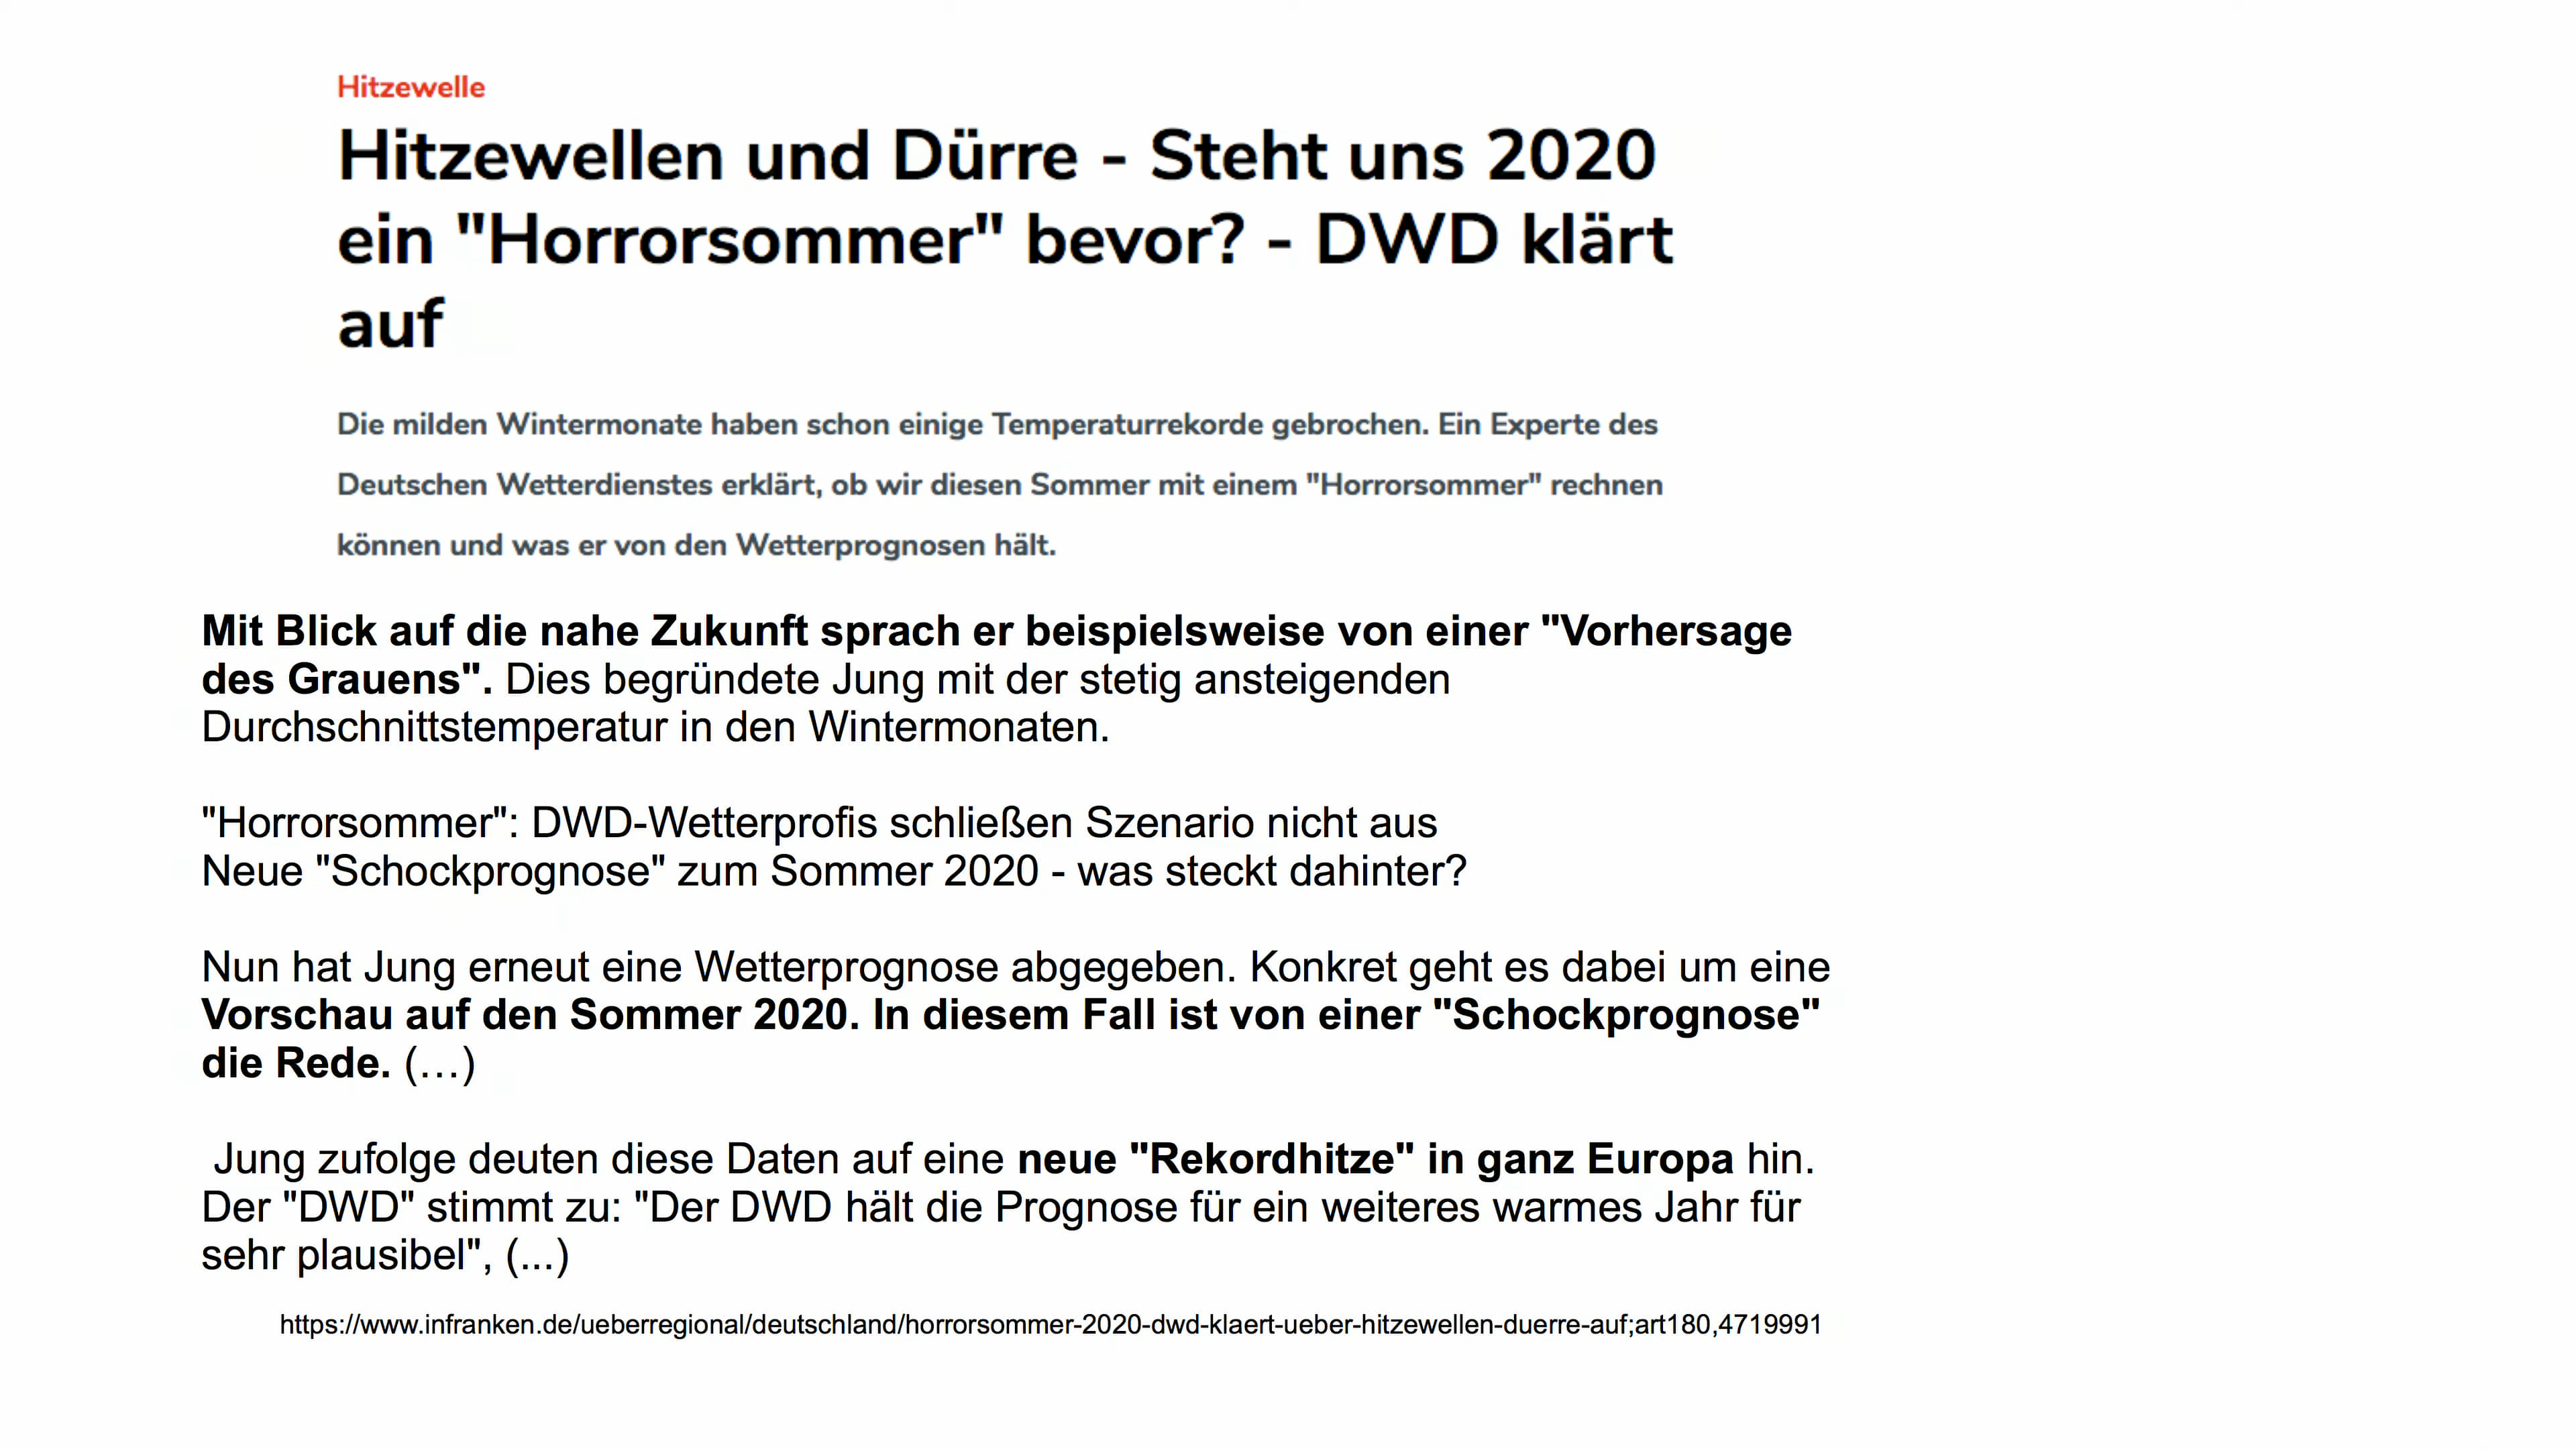 Hitzewelle
Hitzewellen und Dürre - Steht uns 2020
ein "Horrorsommer" bevor? - DWD klärt
auf
Die milden Wintermonate haben schon einige Temperaturrekorde gebrochen. Ein Experte des
Deutschen Wetterdienstes erklärt, ob wir diesen Sommer mit einem "Horrorsommer" rechnen
können und was er von den Wetterprognosen hält.
Mit Blick auf die nahe Zukunft sprach er beispielsweise von einer "Vorhersage
des Grauens". Dies begründete Jung mit der stetig ansteigenden
Durchschnittstemperatur in den Wintermonaten.
"Horrorsommer": DWD-Wetterprofis schließen Szenario nicht aus
Neue "Schockprognose" zum Sommer 2020 - was steckt dahinter?
Nun hat Jung erneut eine Wetterprognose abgegeben. Konkret geht es dabei um eine
Vorschau auf den Sommer 2020. In diesem Fall ist von einer "Schockprognose"
die Rede. (…)
Jung zufolge deuten diese Daten auf eine neue "Rekordhitze" in ganz Europa hin.
Der "DWD" stimmt zu: "Der DWD hält die Prognose für ein weiteres warmes Jahr für
sehr plausibel", (...)
https://www.infranken.de/ueberregional/deutschland/horrorsommer-2020-dwd-klaert-ueber-hitzewellen-duerre-auf;art180,4719991